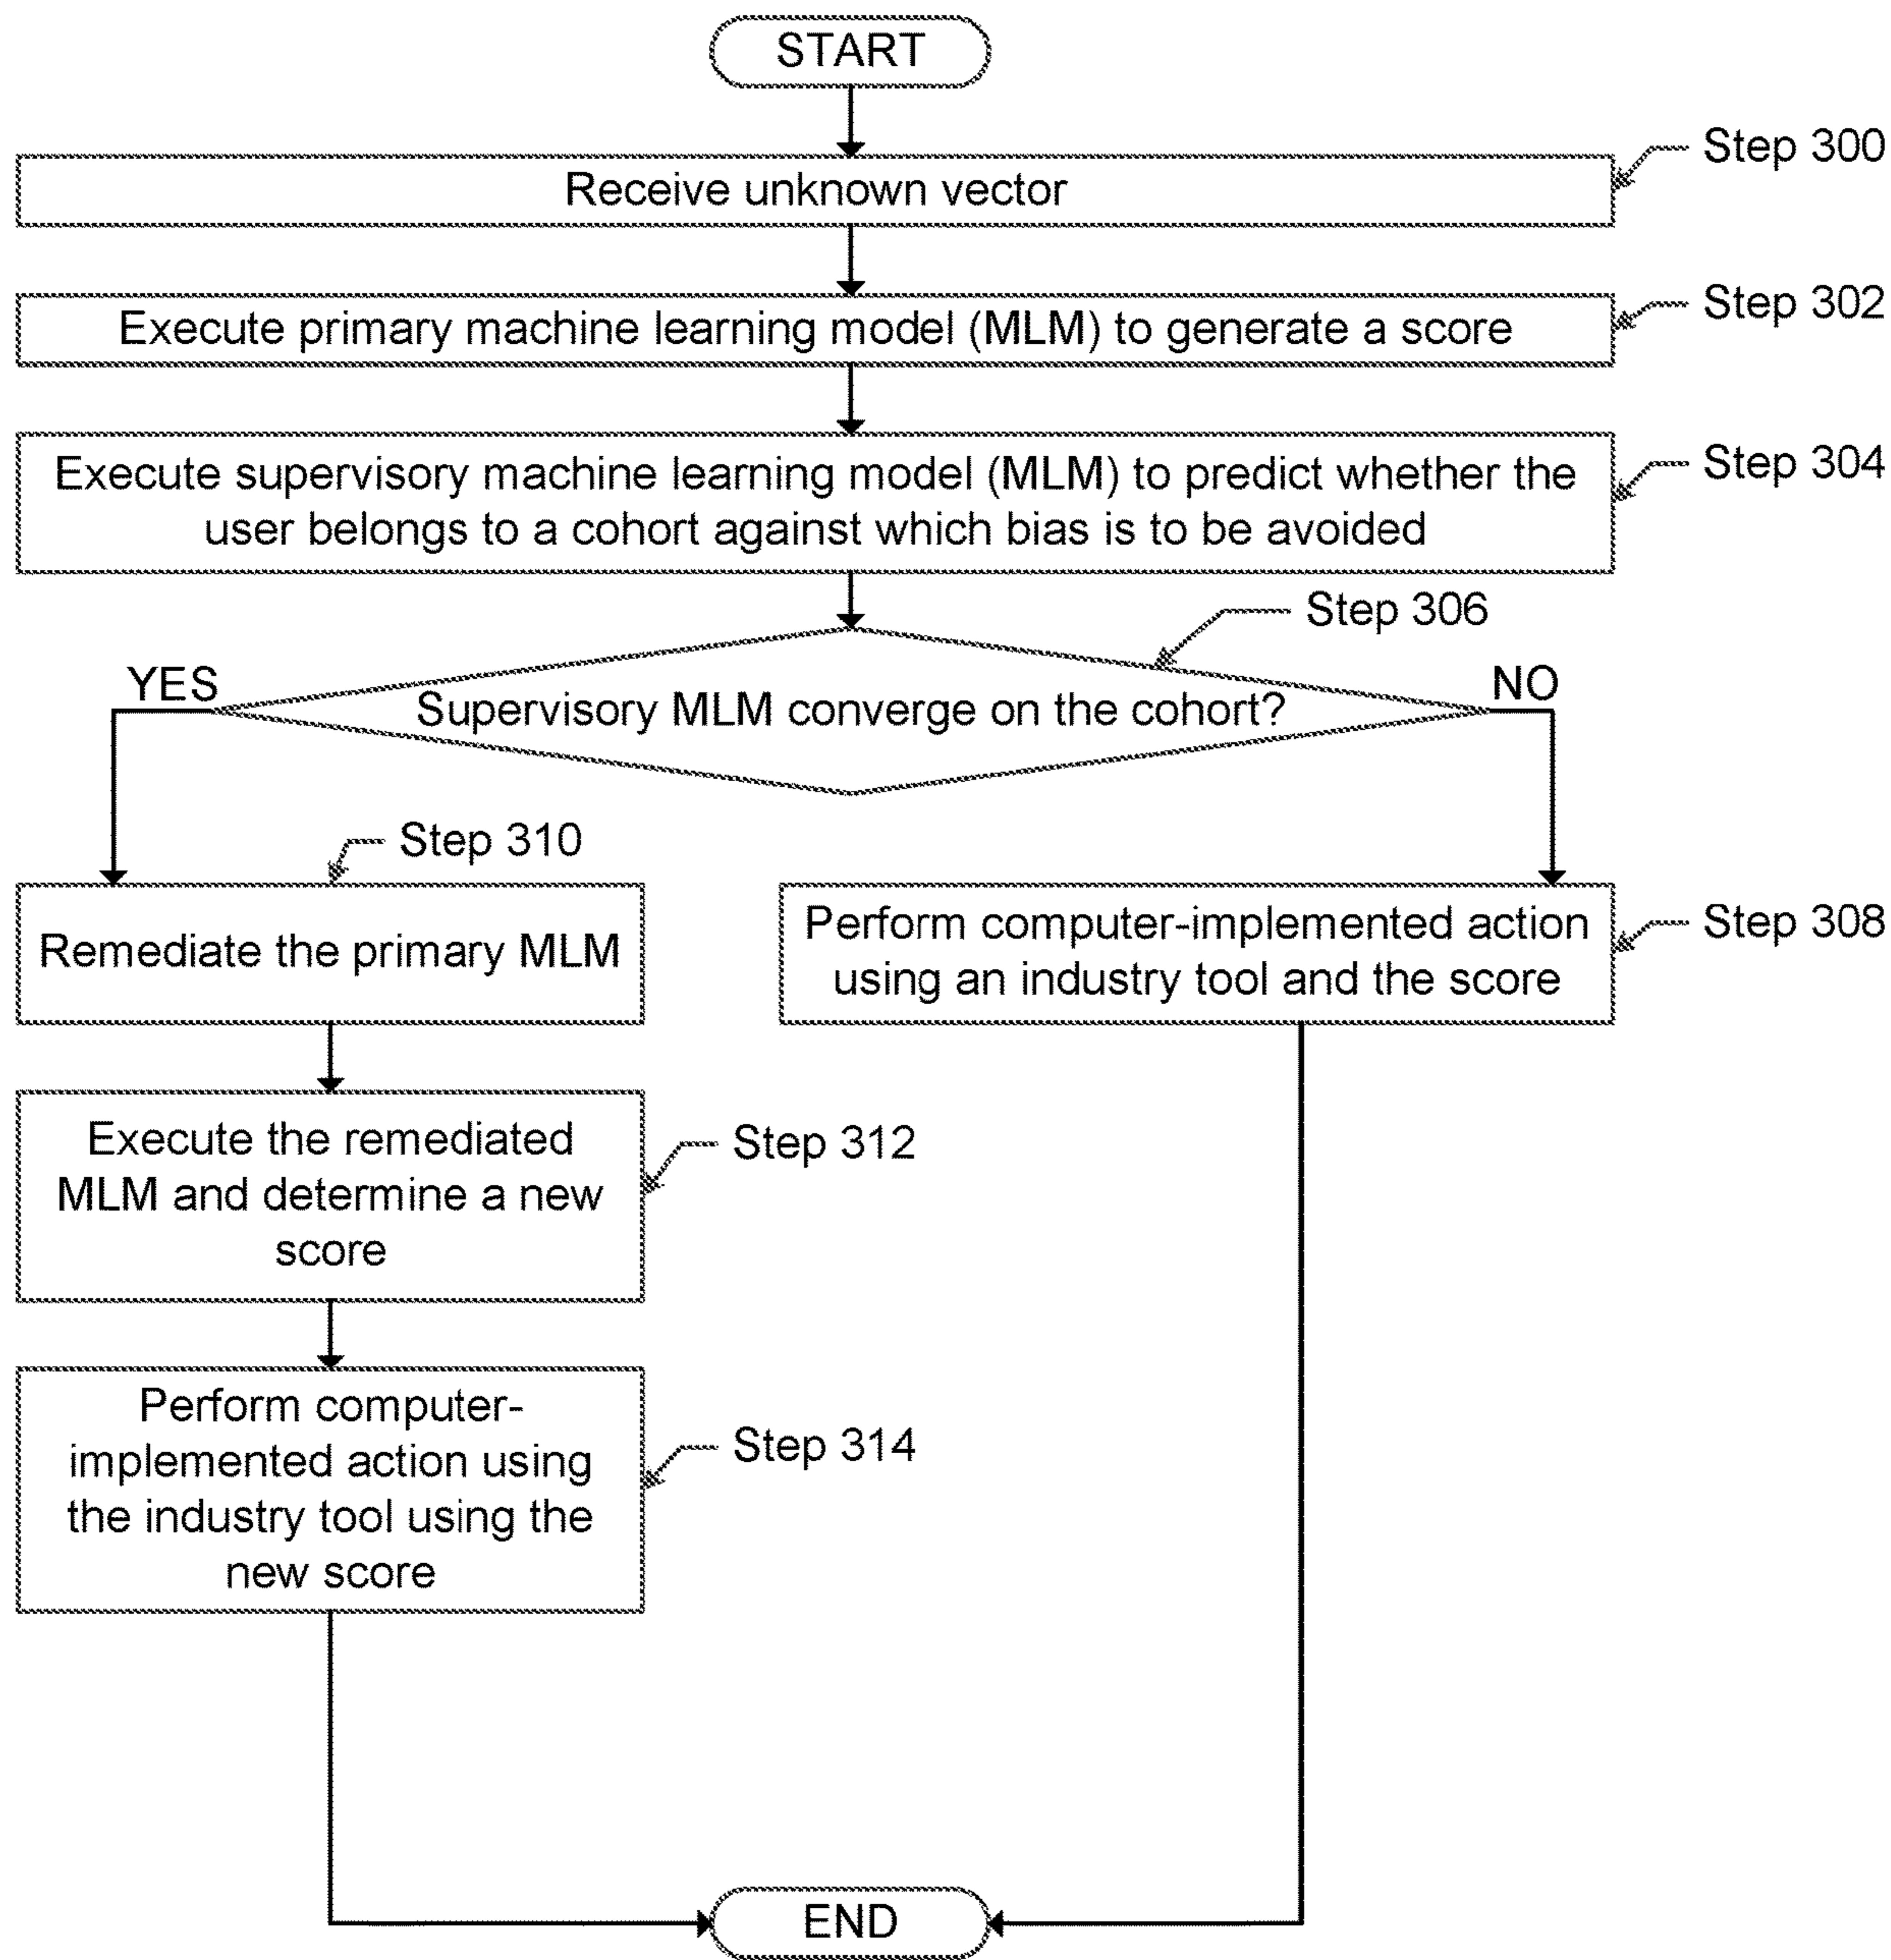 START
Step 300
Receive unknown vector
Step 302
Execute primary machine learning model (MLM) to generate a score
Step 304
Execute supervisory machine learning model (MLM) to predict whether the
user belongs to a cohort against which bias is to be avoided
Step 306
YES
NO
Supervisory MLM converge on the cohort?
Step 310
Remediate the primary MLM
Perform computer-implemented action
using an industry tool and the score
Step 308
Execute the remediated
MLM and determine a new
score
Step 312
Perform computer-
implemented action using
the industry tool using the
new score
Step 314
END